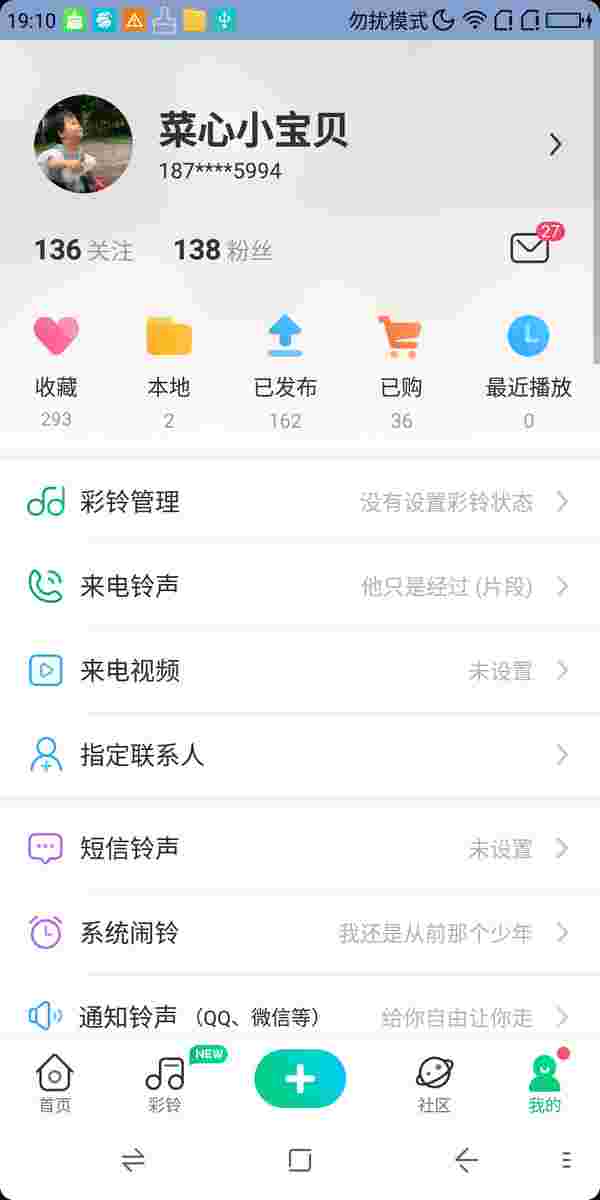 19:10 勿扰模式
菜心小宝贝
187****5994
136 关注 138 粉丝 27
收藏 本地 已发布 已购 最近播放
293 2 162 36 0
彩铃管理 没有设置彩铃状态
来电铃声 他只是经过 (片段)
来电视频 未设置
指定联系人
短信铃声 未设置
系统闹铃 我还是从前那个少年
通知铃声 （QQ、微信等） 给你自由让你走
NEW
首页 彩铃 社区 我的